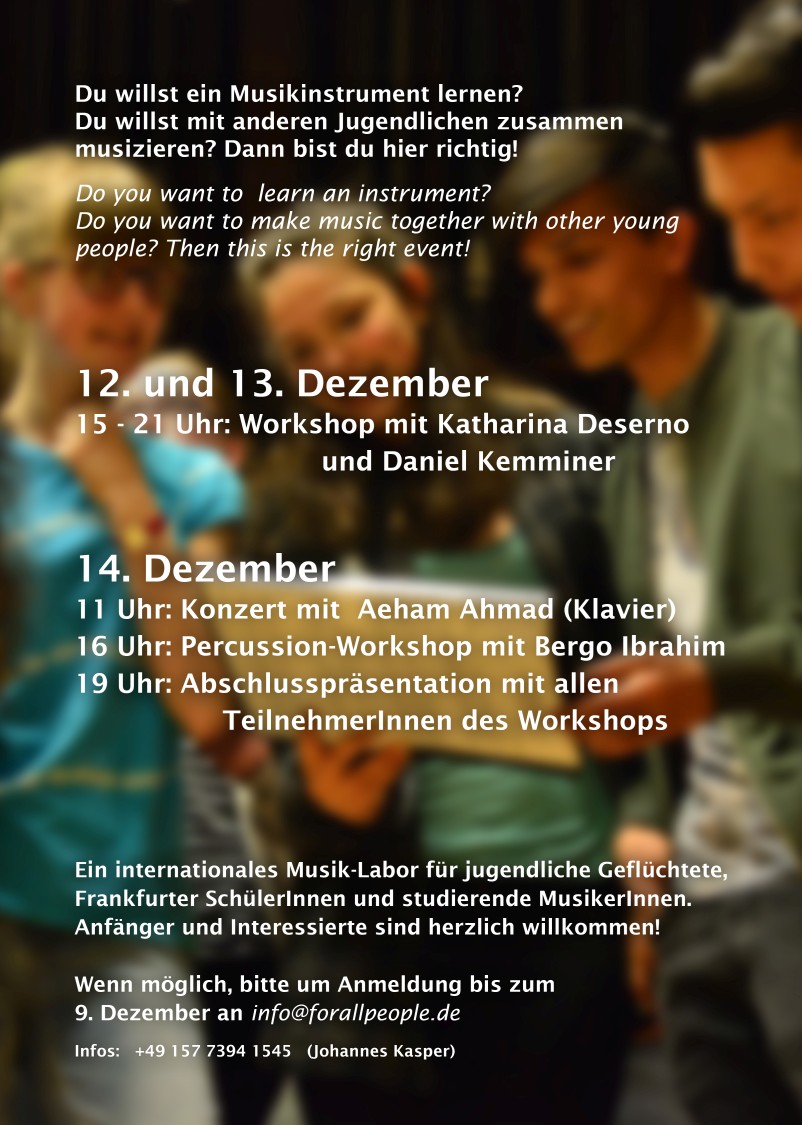 Du willst ein Musikinstrument lernen?
Du willst mit anderen Jugendlichen zusammen
musizieren? Dann bist du hier richtig!
Do you want to  learn an instrument?
Do you want to make music together with other young
people? Then this is the right event!
12. und 13. Dezember
15 - 21 Uhr: Workshop mit Katharina Deserno
und Daniel Kemminer
14. Dezember
11 Uhr: Konzert mit  Aeham Ahmad (Klavier)
16 Uhr: Percussion-Workshop mit Bergo Ibrahim
19 Uhr: Abschlusspräsentation mit allen
TeilnehmerInnen des Workshops
Ein internationales Musik-Labor für jugendliche Geflüchtete,
Frankfurter SchülerInnen und studierende MusikerInnen.
Anfänger und Interessierte sind herzlich willkommen!
Wenn möglich, bitte um Anmeldung bis zum
9. Dezember an info@forallpeople.de
Infos:  +49 157 7394 1545  (Johannes Kasper)